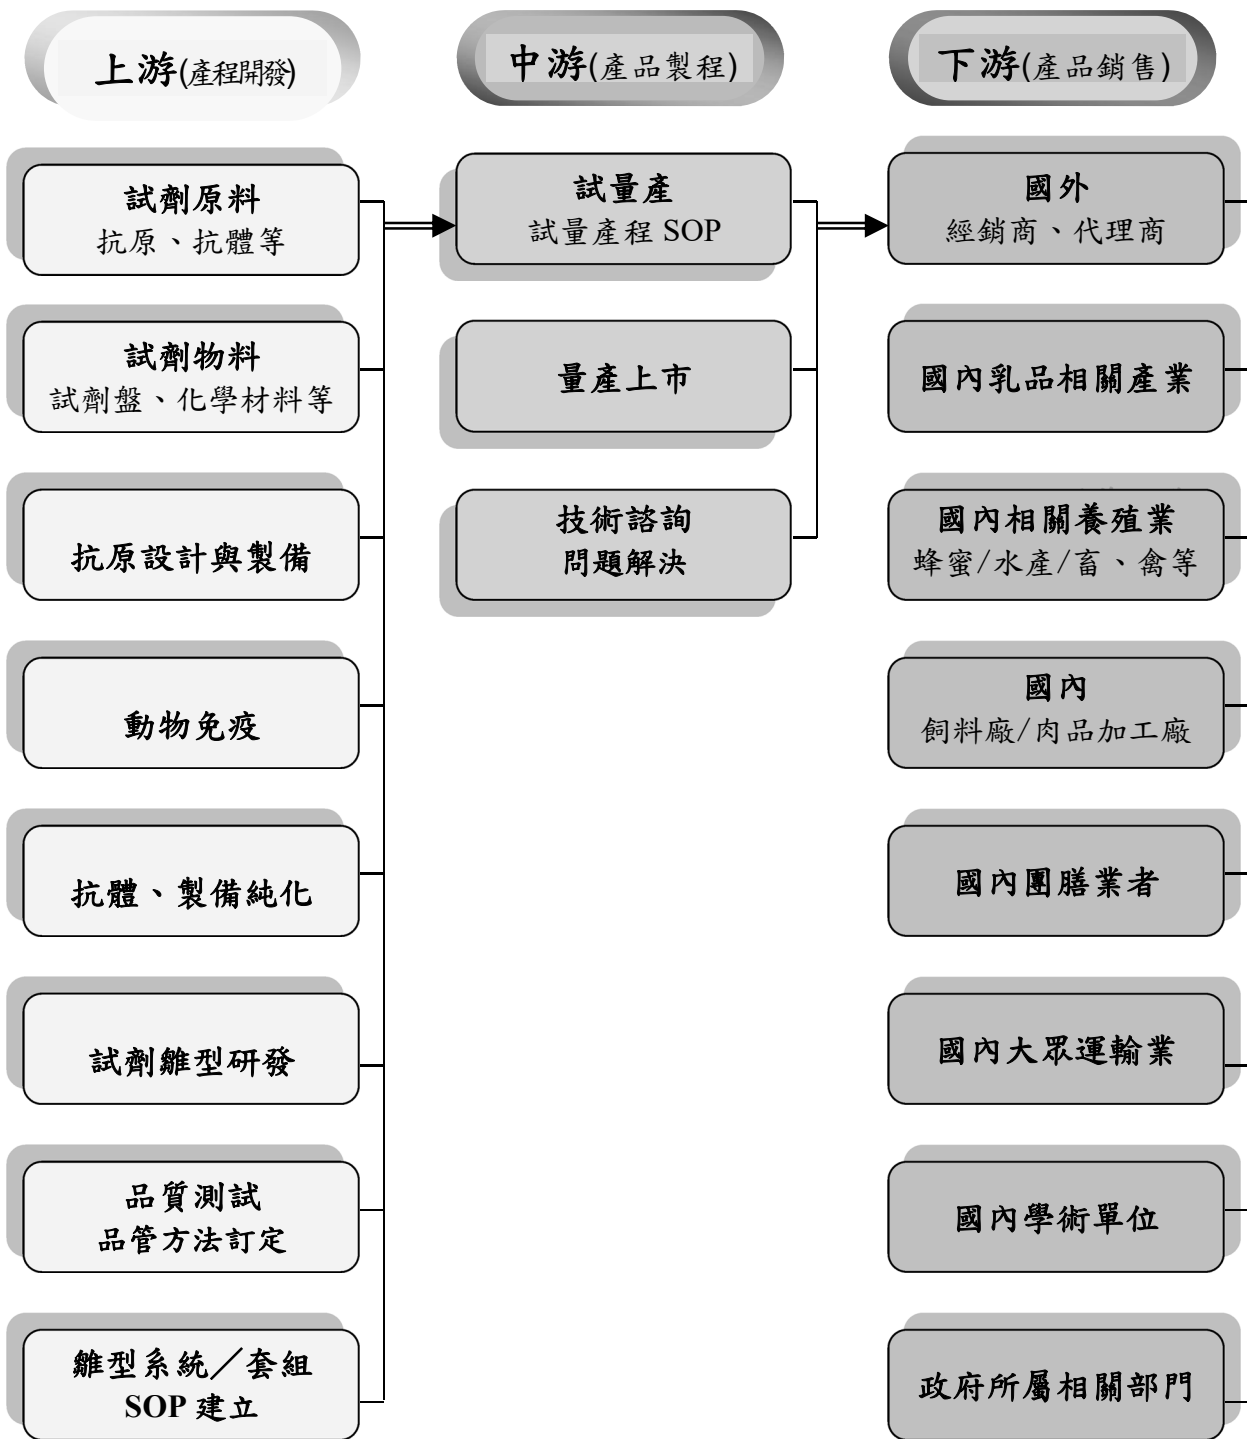 上游(產程開發)
試劑原料
抗原、抗體等
試劑物料
試劑盤、化學材料等
抗原設計與製備
動物免疫
抗體、製備純化
試劑雛型研發
品質測試
品管方法訂定
雛型系統／套組
SOP 建立
中游(產品製程)
試量產
試量產程 SOP
量產上市
技術諮詢
問題解決
下游(產品銷售)
國外
經銷商、代理商
國內乳品相關產業
國內相關養殖業
蜂蜜/水產/畜、禽等
國內
飼料廠/肉品加工廠
國內團膳業者
國內大眾運輸業
國內學術單位
政府所屬相關部門